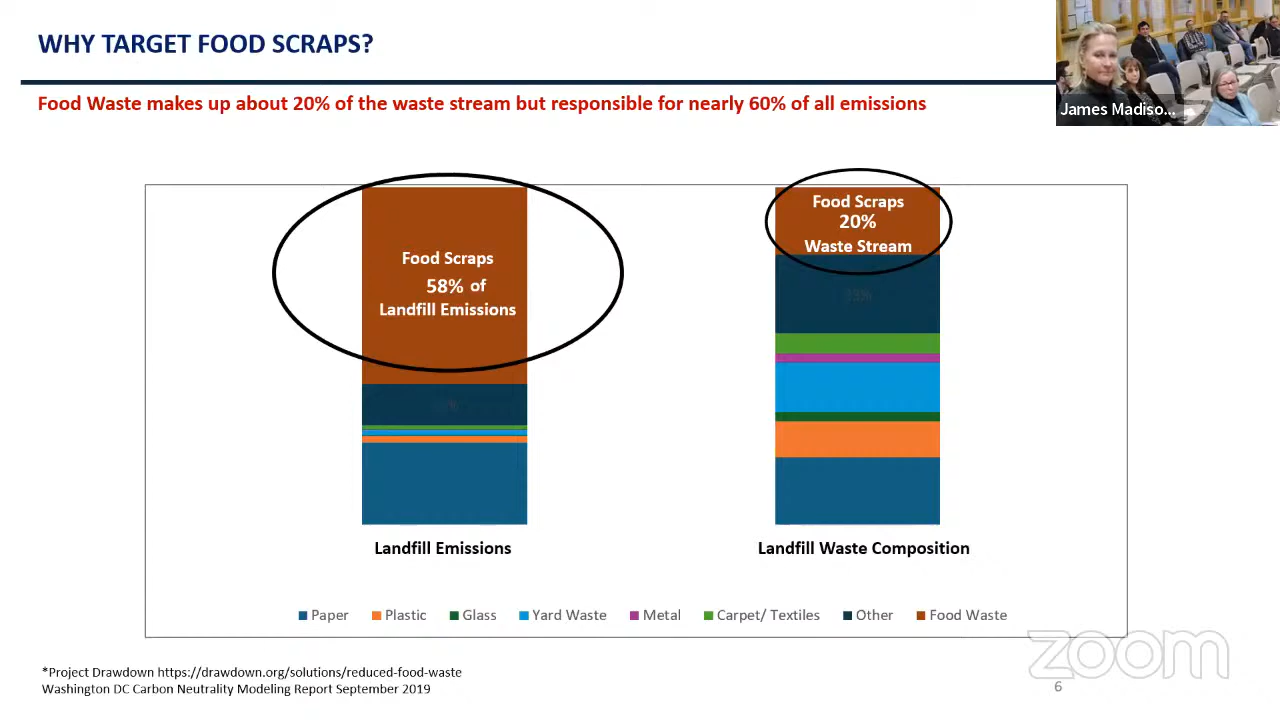 WHY TARGET FOOD SCRAPS?
Food Waste makes up about 20% of the waste stream but responsible for nearly 60% of all emissions
James Madiso...
Food Scraps
58% of
Landfill Emissions
Food Scraps
20%
Waste Stream
Landfill Emissions
Landfill Waste Composition
Paper
Plastic
Glass
Yard Waste
Metal
Carpet/ Textiles
Other
Food Waste
*Project Drawdown https://drawdown.org/solutions/reduced-food-waste
Washington DC Carbon Neutrality Modeling Report September 2019
6
zoom